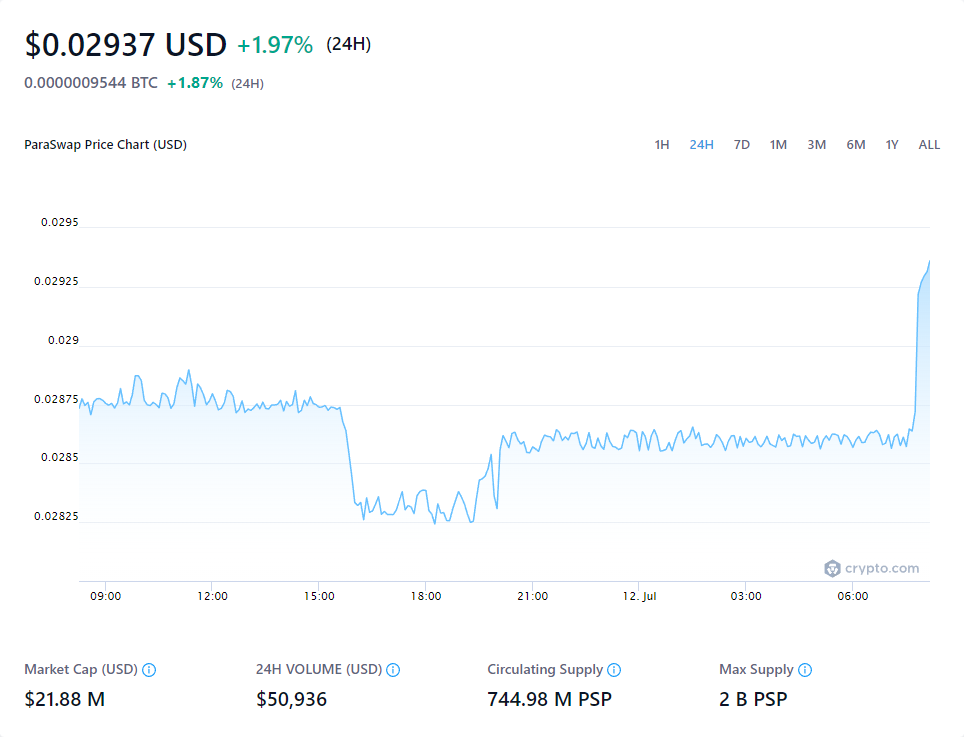 $0.02937 USD +1.97% (24H)
0.0000009544 BTC +1.87% (24H)
ParaSwap Price Chart (USD) 1H 24H 7D 1M 3M 6M 1Y ALL
0.0295
0.02925
0.029
0.02875
0.0285
0.02825
crypto.com
09:00 12:00 15:00 18:00 21:00 12. Jul 03:00 06:00
Market Cap (USD) 24H VOLUME (USD) Circulating Supply Max Supply
$21.88 M $50,936 744.98 M PSP 2 B PSP